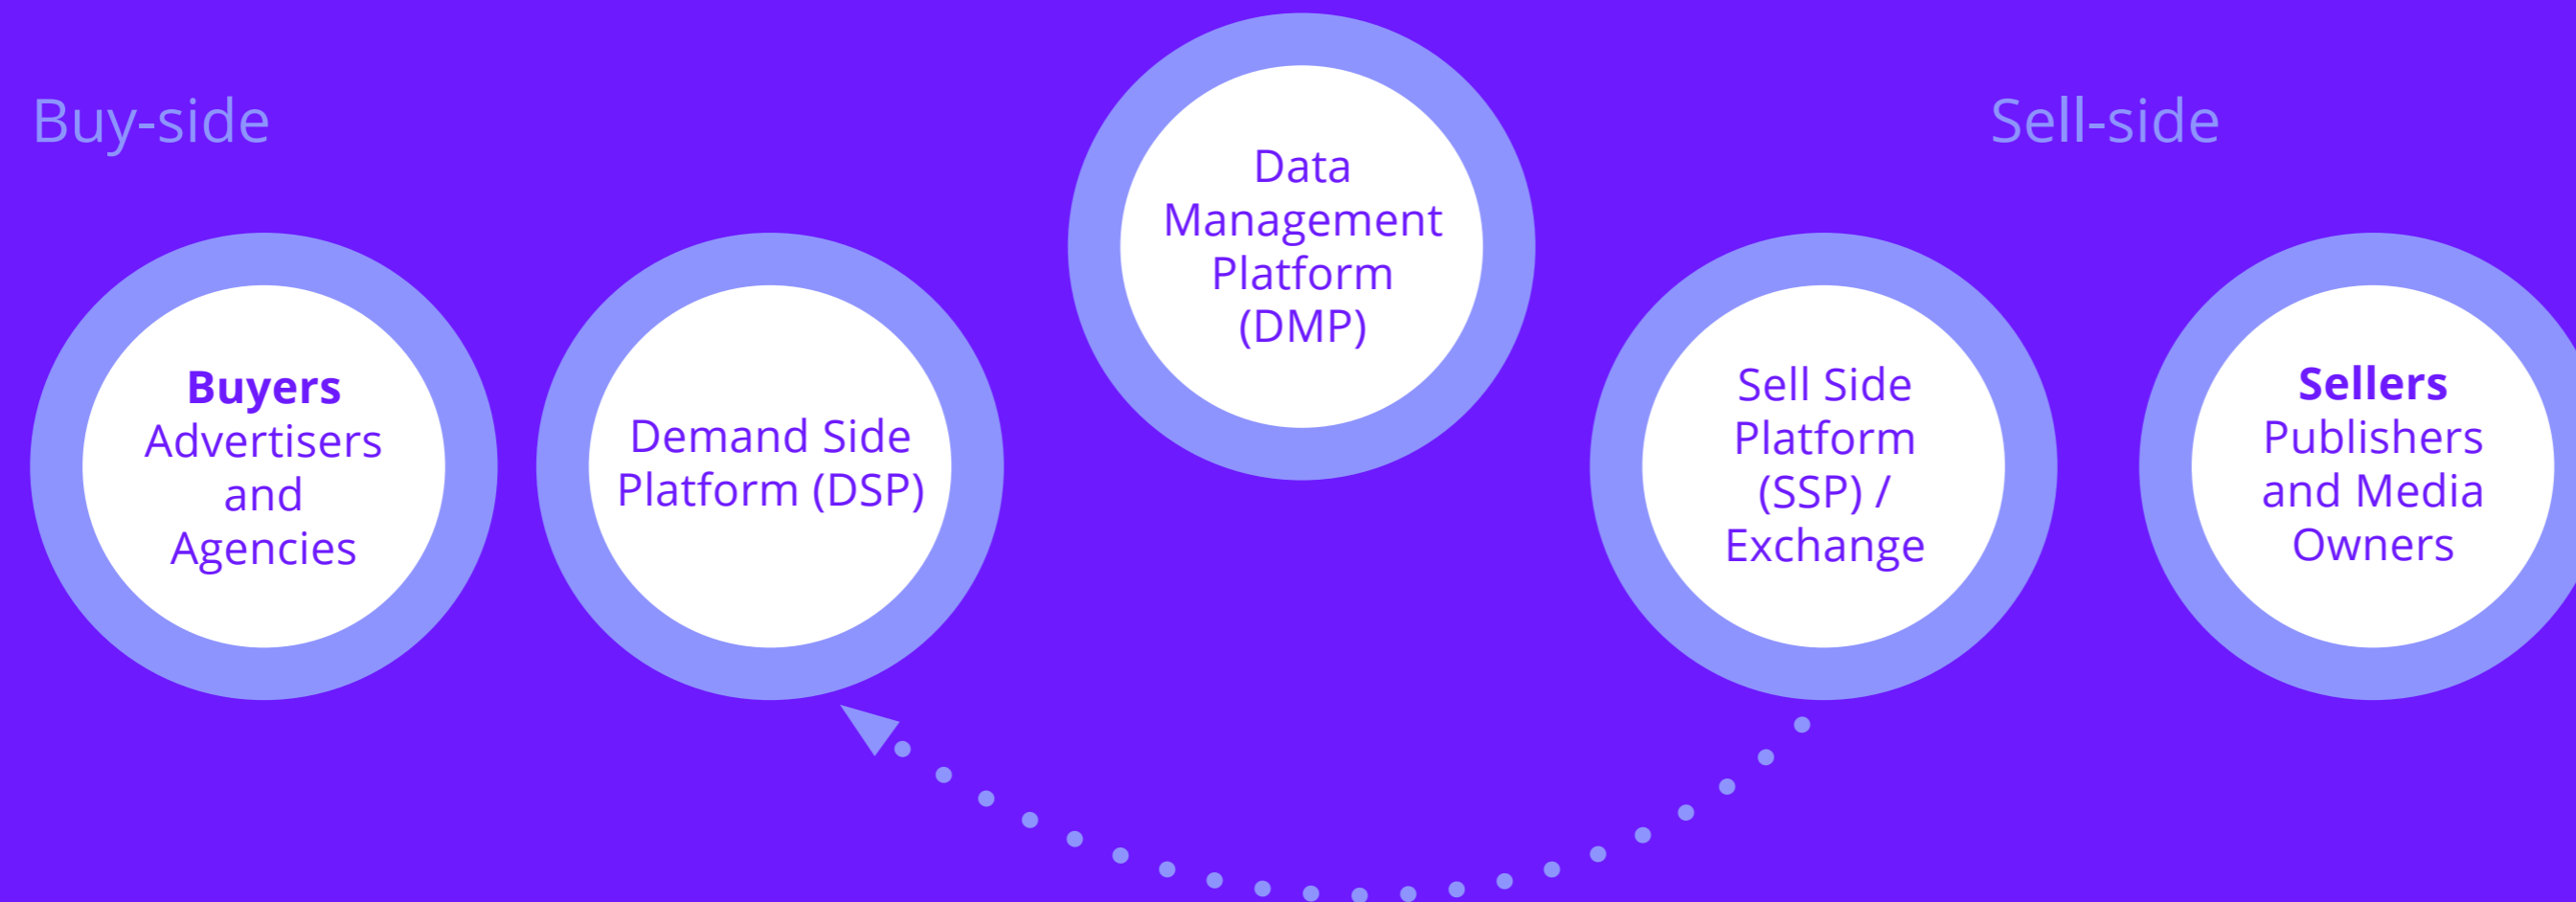 Buy-side
Sell-side
Buyers
Advertisers
and
Agencies
Demand Side
Platform (DSP)
Data
Management
Platform
(DMP)
Sell Side
Platform
(SSP) /
Exchange
Sellers
Publishers
and Media
Owners